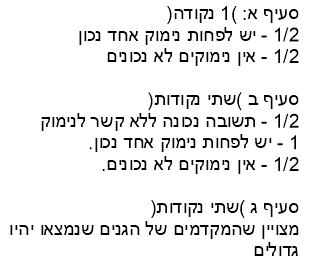 סעיף א: )1 נקודה(
1/2 - יש לפחות נימוק אחד נכון
1/2 - אין נימוקים לא נכונים
סעיף ב )שתי נקודות(
1/2 - תשובה נכונה ללא קשר לנימוק
1 - יש לפחות נימוק אחד נכון.
1/2 - אין נימוקים לא נכונים.
סעיף ג )שתי נקודות(
מצויין שהמקדמים של הגנים שנמצאו יהיו
גדולים